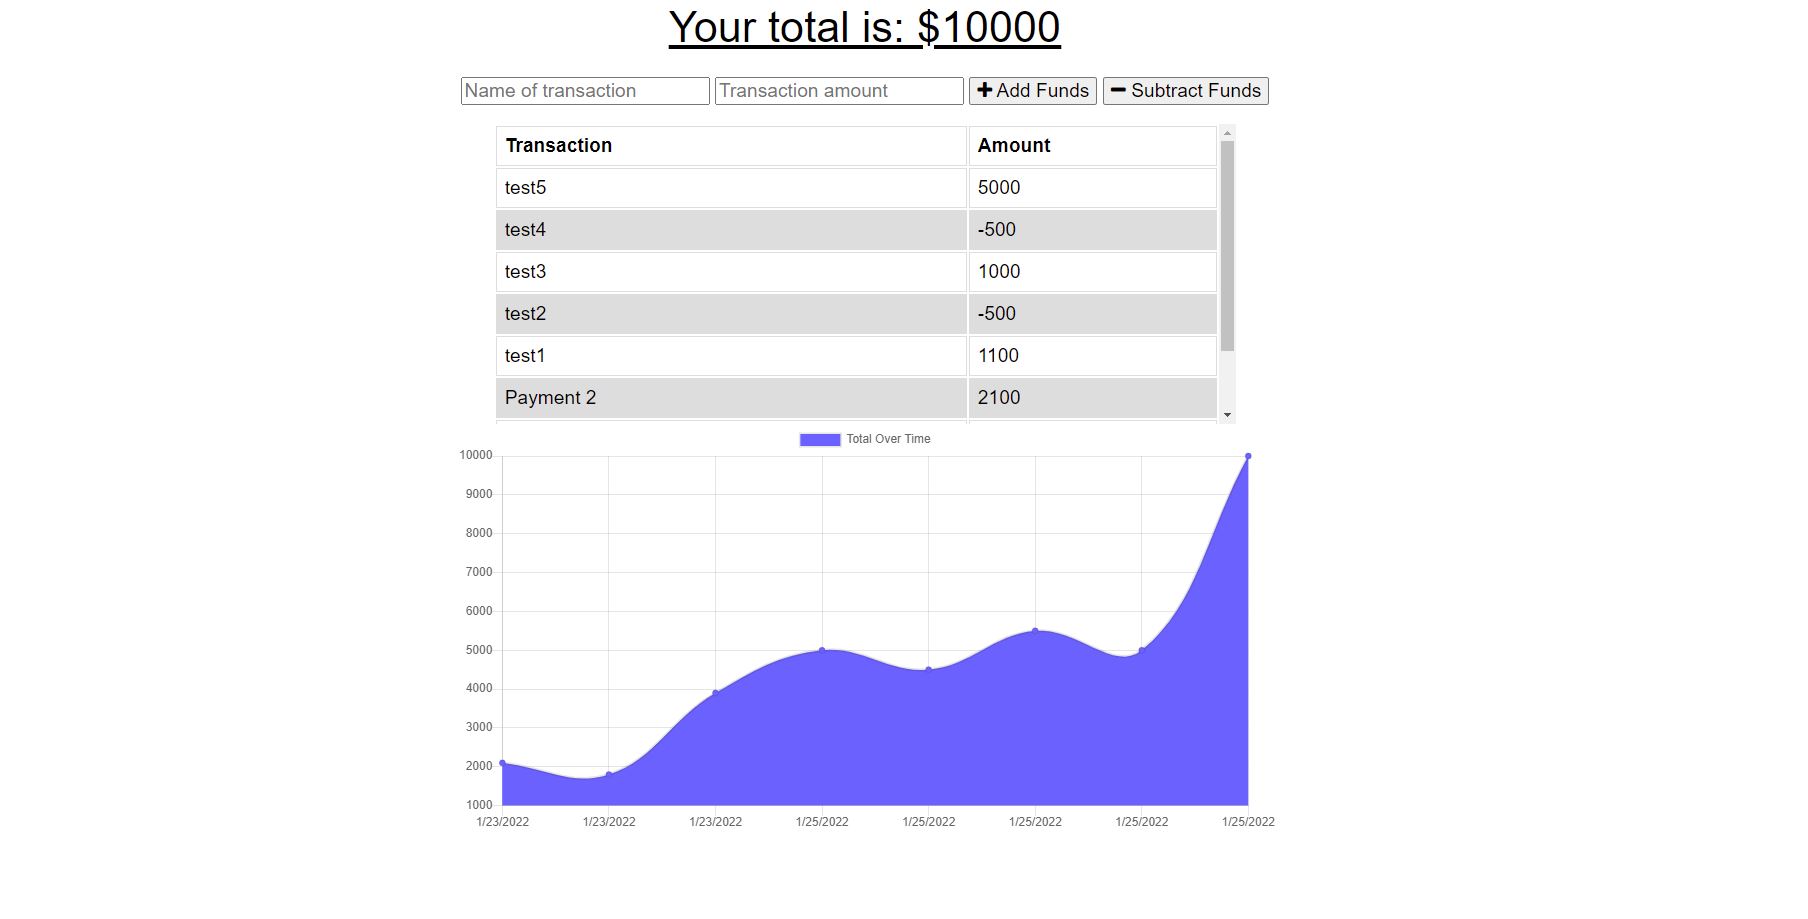 Your total is: $10000
Name of transaction Transaction amount Add Funds Subtract Funds
Transaction Amount
test5 5000
test4 -500
test3 1000
test2 -500
test1 1100
Payment 2 2100
Total Over Time
10000
9000
8000
7000
6000
5000
4000
3000
2000
1000
1/23/2022 1/23/2022 1/23/2022 1/25/2022 1/25/2022 1/25/2022 1/25/2022 1/25/2022